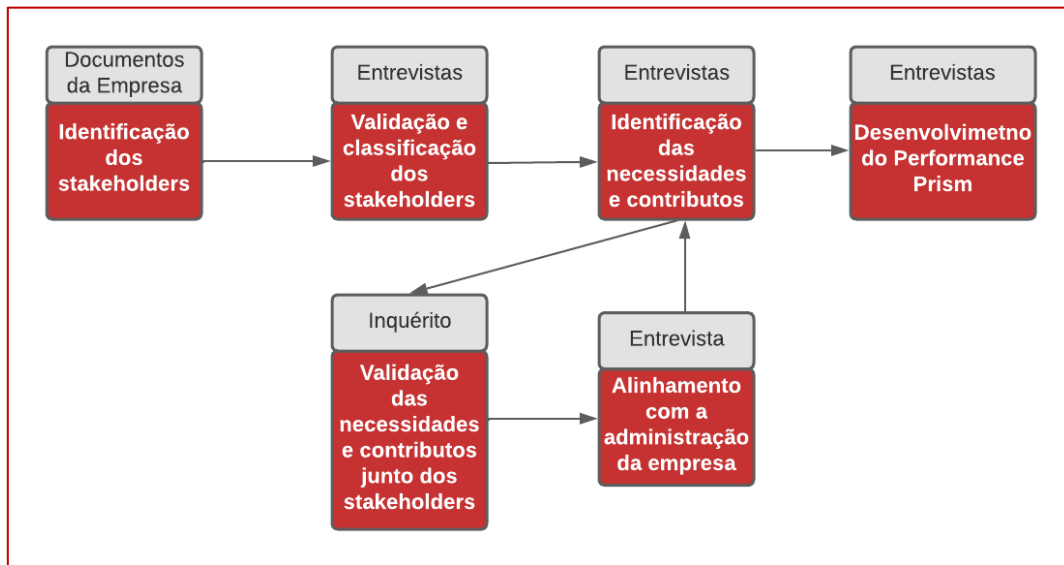 Documentos
da Empresa
Identificação
dos
stakeholders
Entrevistas
Validação e
classificação
dos
stakeholders
Entrevistas
Identificação
das
necessidades
e contributos
Entrevistas
Desenvolvimetno
do Performance
Prism
Inquérito
Validação
das
necessidades
e contributos
junto dos
stakeholders
Entrevista
Alinhamento
com a
administração
da empresa